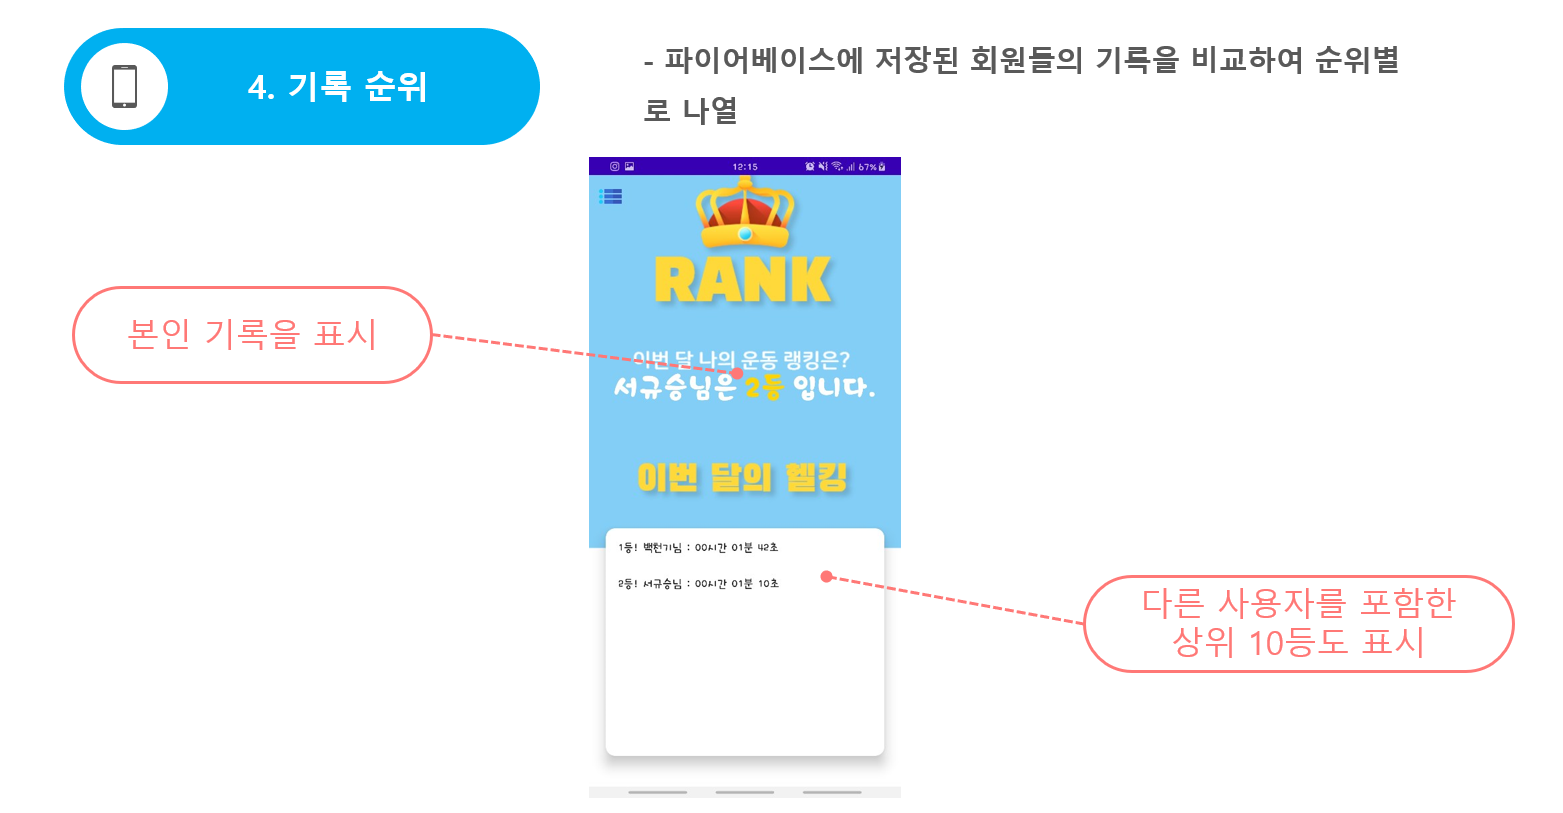 4. 기록 순위
- 파이어베이스에 저장된 회원들의 기록을 비교하여 순위별
로 나열
12:15
67%
RANK
본인 기록을 표시
이번 달 나의 운동 랭킹은?
서규승님은 2등 입니다.
이번 달의 헬킹
1등! 백천기님 : 00시간 01분 42초
2등! 서규승님 : 00시간 01분 10초
다른 사용자를 포함한
상위 10등도 표시